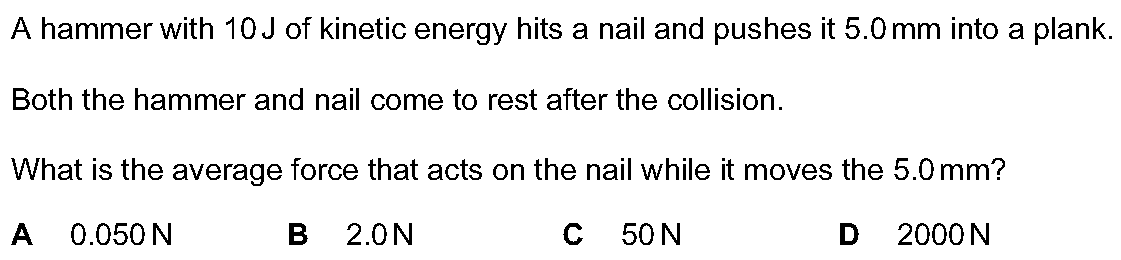 A hammer with 10 J of kinetic energy hits a nail and pushes it 5.0 mm into a plank.
Both the hammer and nail come to rest after the collision.
What is the average force that acts on the nail while it moves the 5.0 mm?
A 0.050 N B 2.0 N C 50 N D 2000 N